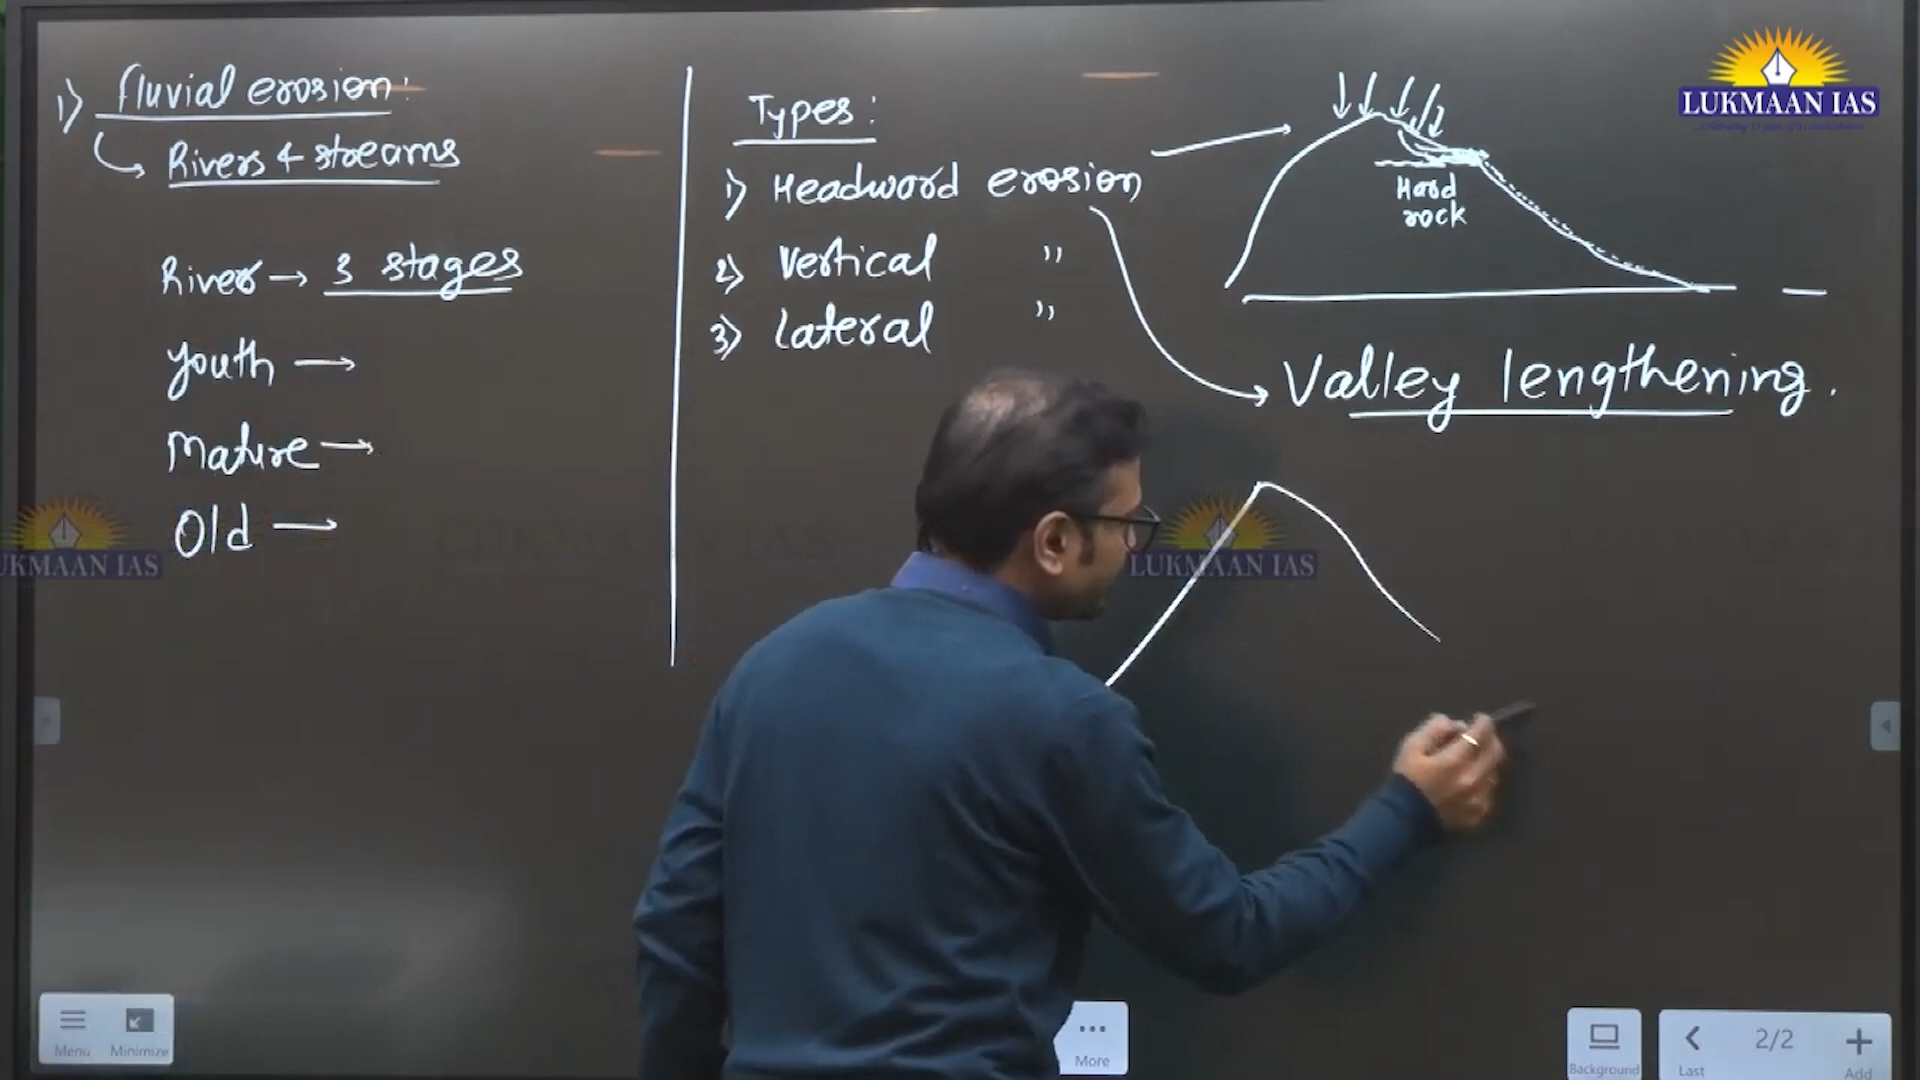 1) fluvial erosion:
Rivers & streams
River → 3 stages
Youth →
Mature →
Old →
Types:
1) Headword erosion
2) Vertical "
3) Lateral "
Hard
rock
Valley lengthening.
LUKMAAN IAS
UKMAAN IAS
LUKMAAN IAS
Menu
Minimize
More
Background
Last
2/2
Add